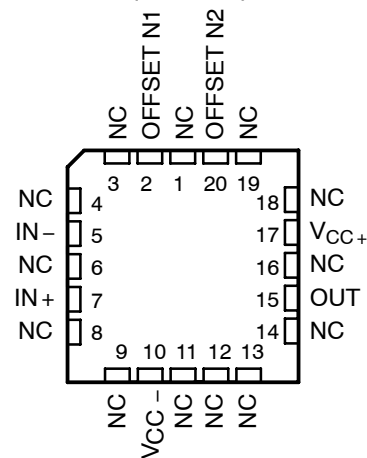 NC
OFFSET N1
NC
OFFSET N2
NC
3
2
1
20
19
NC 4
IN− 5
NC 6
IN+ 7
NC 8
18 NC
17 VCC+
16 NC
15 OUT
14 NC
9
10
11
12
13
NC
VCC−
NC
NC
NC